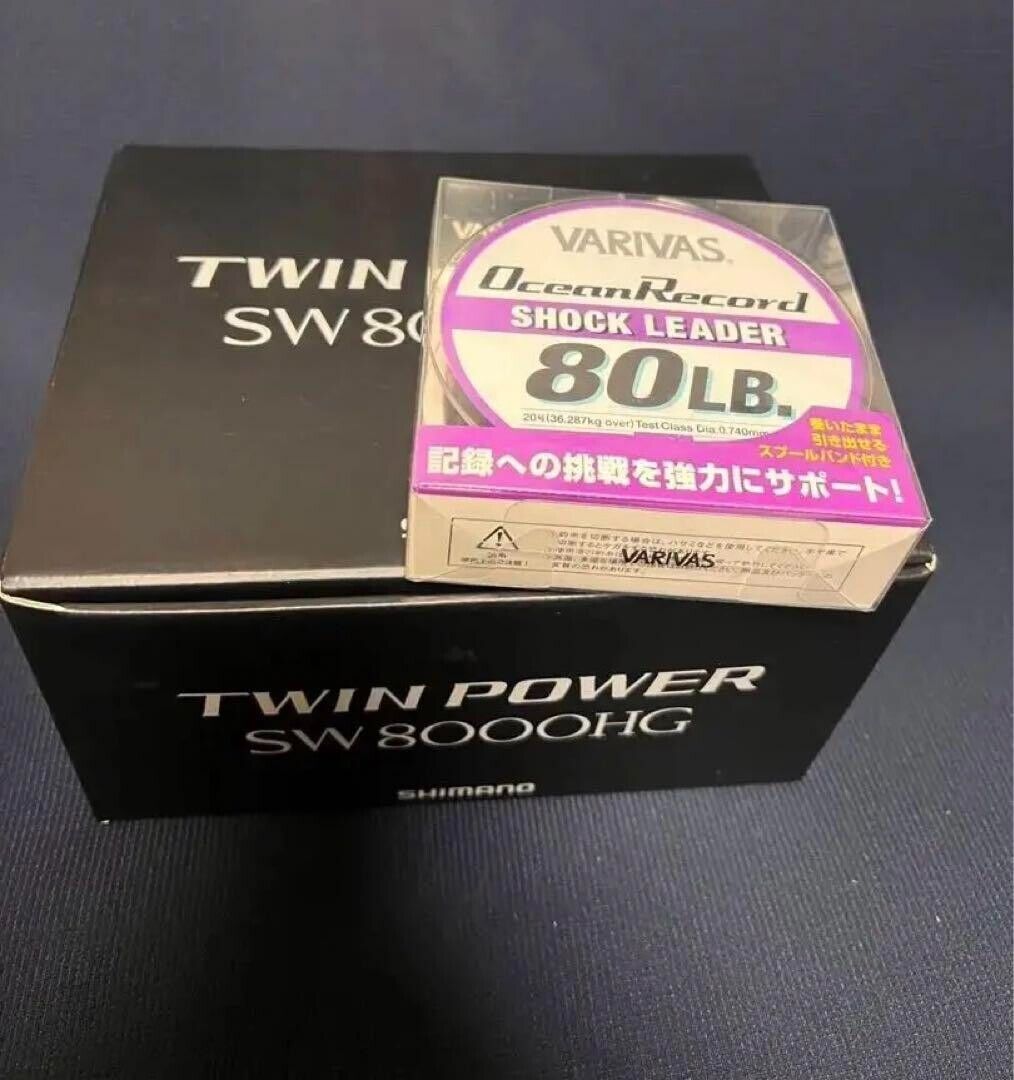 TWIN
SW 8
VARIVAS
OceanRecord
SHOCK LEADER
80LB.
20号(36.287kg over) Test Class Dia.0.740mm
巻いたまま
引き出せる
スプールバンド付き
記録への挑戦を強力にサポート!
VARIVAS
TWIN POWER
SW 8000HG
SHIMANO